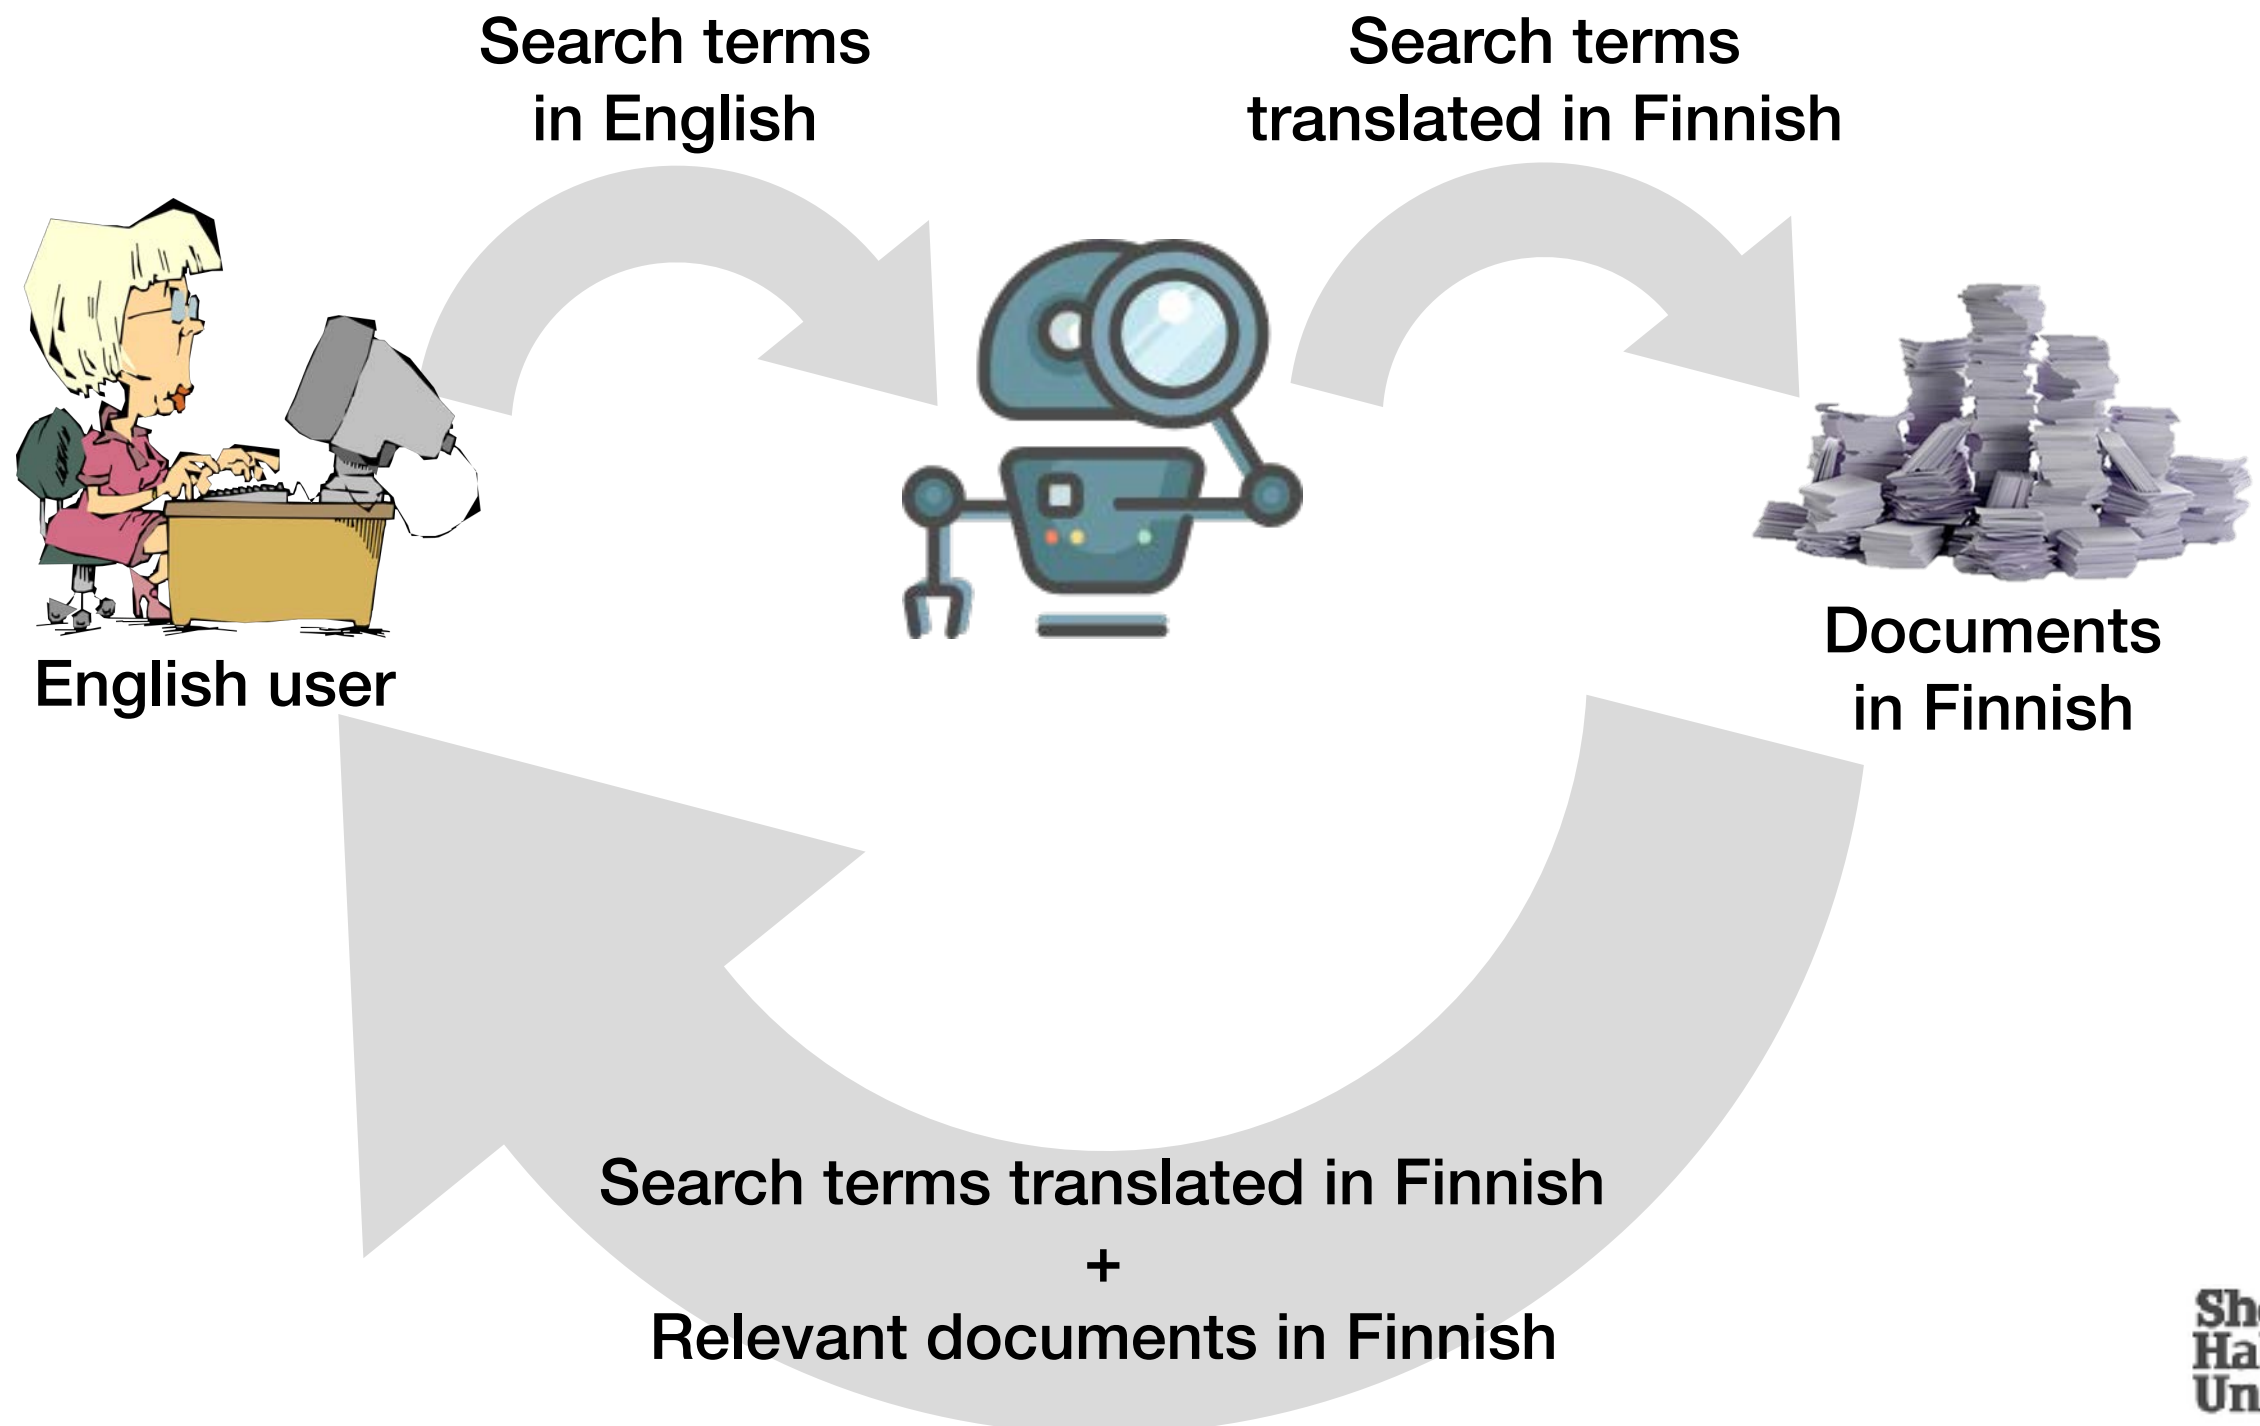 Search terms
in English
Search terms
translated in Finnish
English user
Documents
in Finnish
Search terms translated in Finnish
+
Relevant documents in Finnish